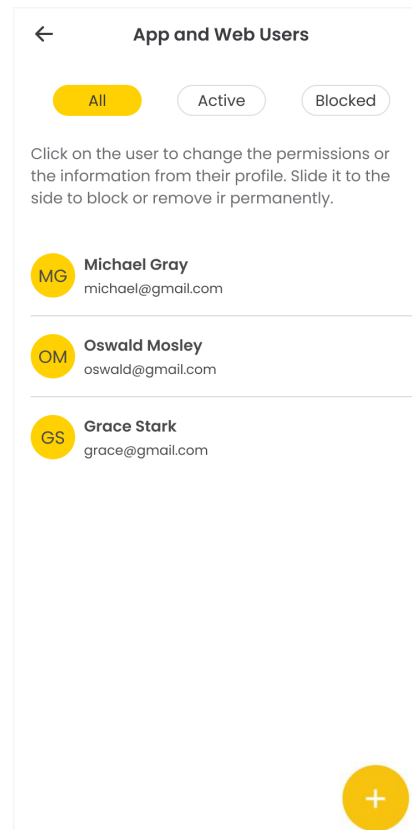 App and Web Users
All
Active
Blocked
Click on the user to change the permissions or
the information from their profile. Slide it to the
side to block or remove ir permanently.
MG
Michael Gray
michael@gmail.com
OM
Oswald Mosley
oswald@gmail.com
GS
Grace Stark
grace@gmail.com
+